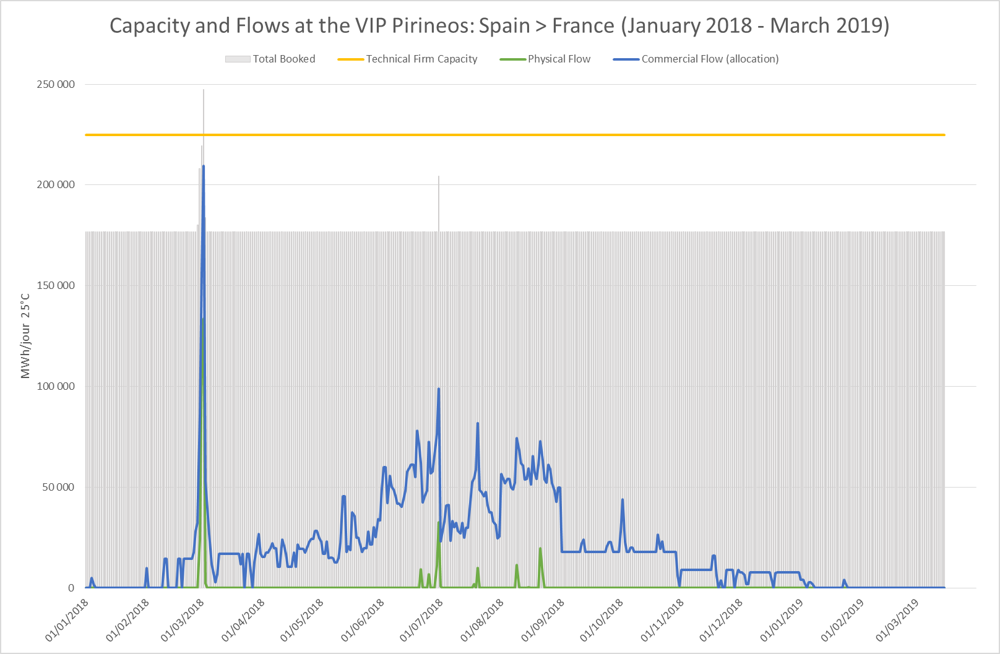 Capacity and Flows at the VIP Pirineos: Spain > France (January 2018 - March 2019)
Total Booked Technical Firm Capacity Physical Flow Commercial Flow (allocation)
250 000
200 000
150 000
100 000
50 000
0
MWh/jour 25°C
01/01/2018 01/02/2018 01/03/2018 01/04/2018 01/05/2018 01/06/2018 01/07/2018 01/08/2018 01/09/2018 01/10/2018 01/11/2018 01/12/2018 01/01/2019 01/02/2019 01/03/2019